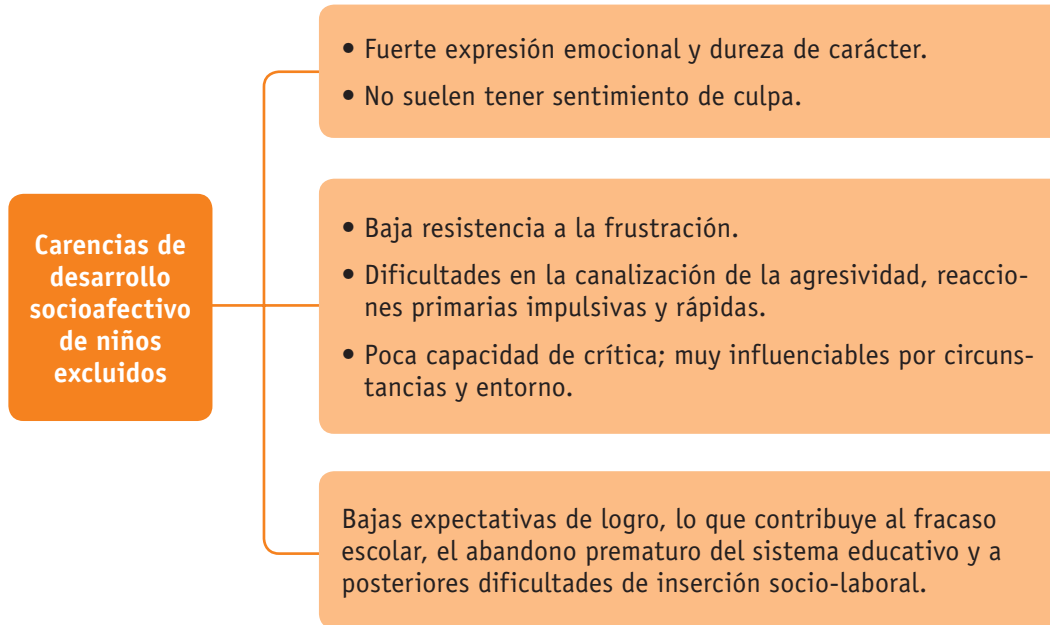 • Fuerte expresión emocional y dureza de carácter.
• No suelen tener sentimiento de culpa.
Carencias de
desarrollo
socioafectivo
de niños
excluidos
• Baja resistencia a la frustración.
• Dificultades en la canalización de la agresividad, reaccio-
nes primarias impulsivas y rápidas.
• Poca capacidad de crítica; muy influenciables por circuns-
tancias y entorno.
Bajas expectativas de logro, lo que contribuye al fracaso
escolar, el abandono prematuro del sistema educativo y a
posteriores dificultades de inserción socio-laboral.